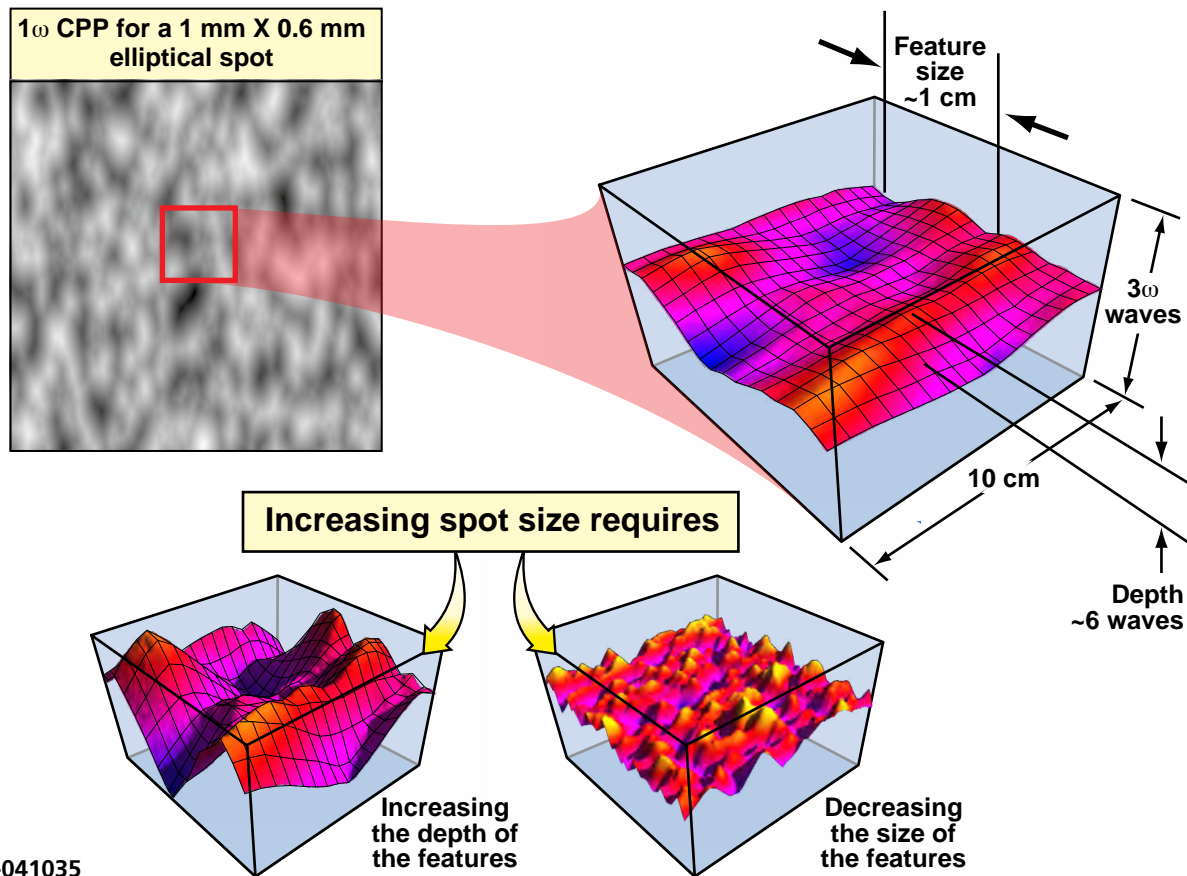 1ω CPP for a 1 mm X 0.6 mm
elliptical spot
Feature
size
~1 cm
3ω
waves
10 cm
Depth
~6 waves
Increasing spot size requires
Increasing
the depth of
the features
Decreasing
the size of
the features
041035